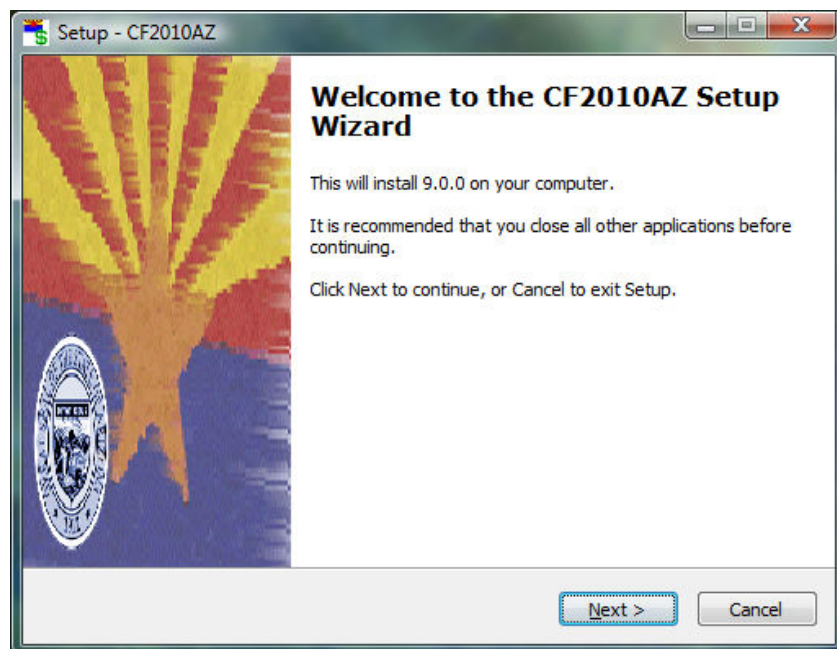 Setup - CF2010AZ
Welcome to the CF2010AZ Setup
Wizard
This will install 9.0.0 on your computer.
It is recommended that you close all other applications before
continuing.
Click Next to continue, or Cancel to exit Setup.
Next >
Cancel